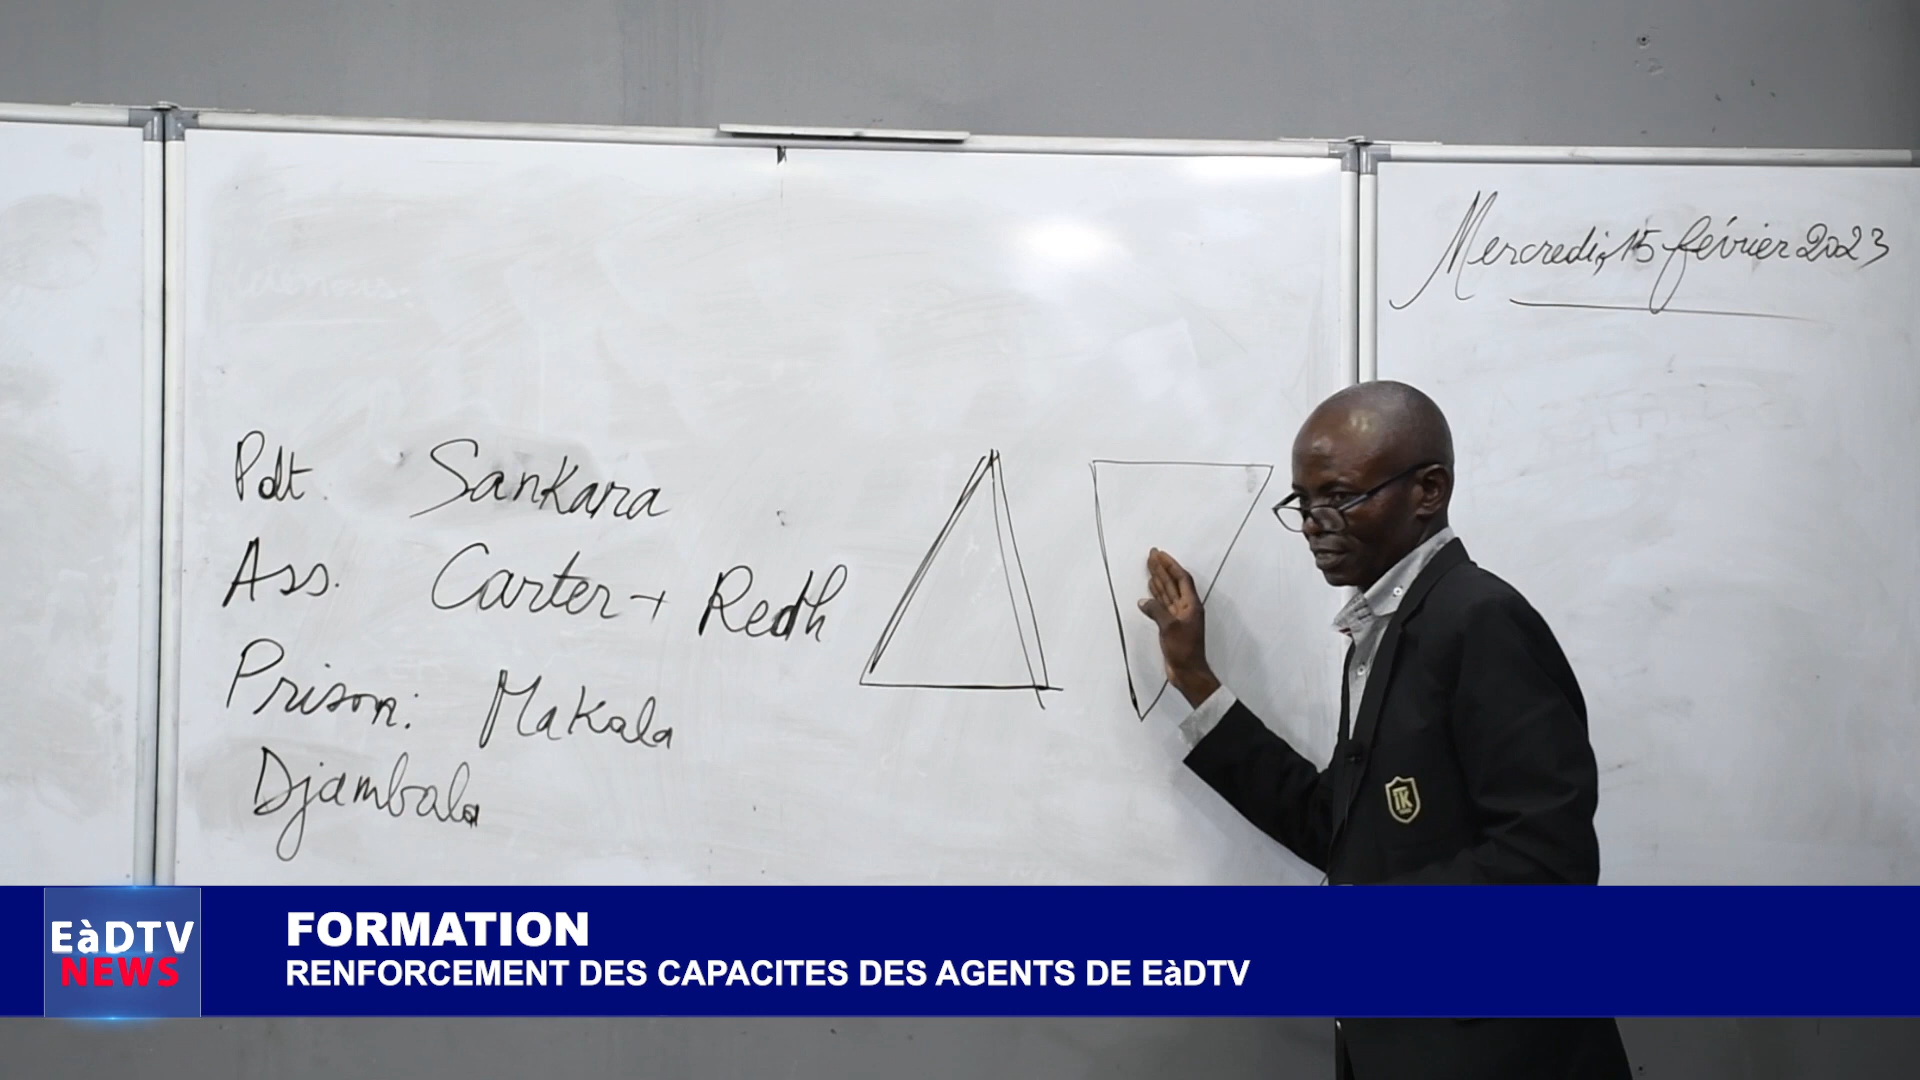 Mercredi, 15 février 2023
Pdt. Sankara
Ass. Carter + Redh
Prison: Makala
Djambala
TK
EàDTV
NEWS
FORMATION
RENFORCEMENT DES CAPACITES DES AGENTS DE EàDTV